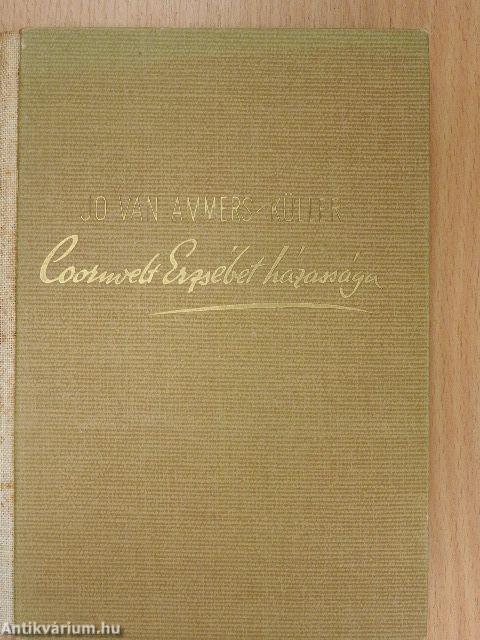 JO VAN AMMERS-KÜLLER
Coornvelt Erzsébet házassága
Antikvárium.hu